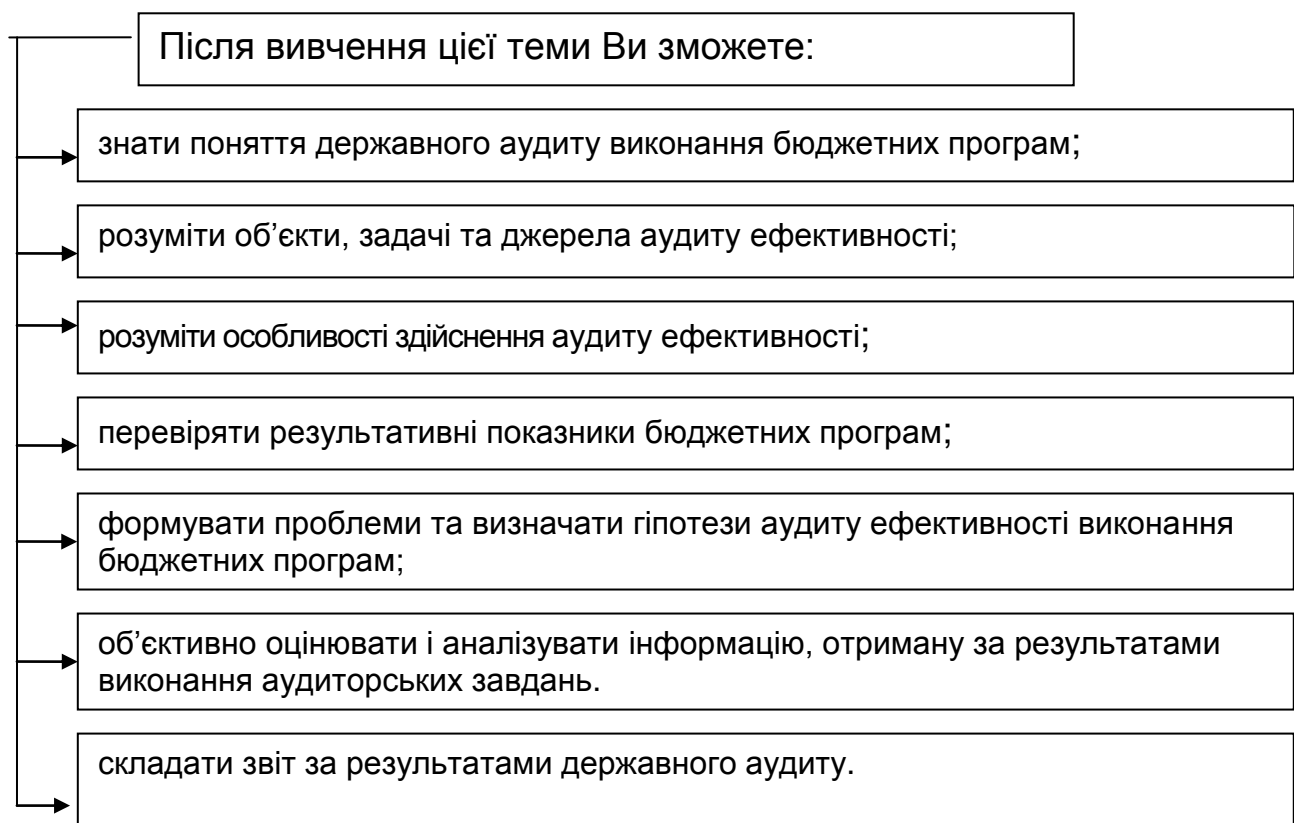 Після вивчення цієї теми Ви зможете:
знати поняття державного аудиту виконання бюджетних програм;
розуміти об’єкти, задачі та джерела аудиту ефективності;
розуміти особливості здійснення аудиту ефективності;
перевіряти результативні показники бюджетних програм;
формувати проблеми та визначати гіпотези аудиту ефективності виконання
бюджетних програм;
об’єктивно оцінювати і аналізувати інформацію, отриману за результатами
виконання аудиторських завдань.
складати звіт за результатами державного аудиту.